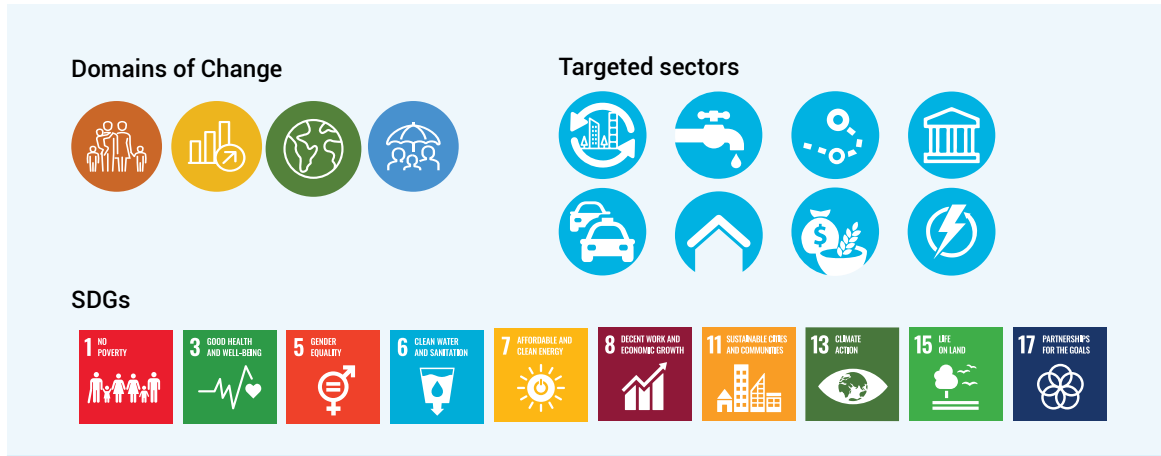 Domains of Change
Targeted sectors
$
SDGs
1 NO
POVERTY
3 GOOD HEALTH
AND WELL-BEING
5 GENDER
EQUALITY
6 CLEAN WATER
AND SANITATION
7 AFFORDABLE AND
CLEAN ENERGY
8 DECENT WORK AND
ECONOMIC GROWTH
11 SUSTAINABLE CITIES
AND COMMUNITIES
13 CLIMATE
ACTION
15 LIFE
ON LAND
17 PARTNERSHIPS
FOR THE GOALS